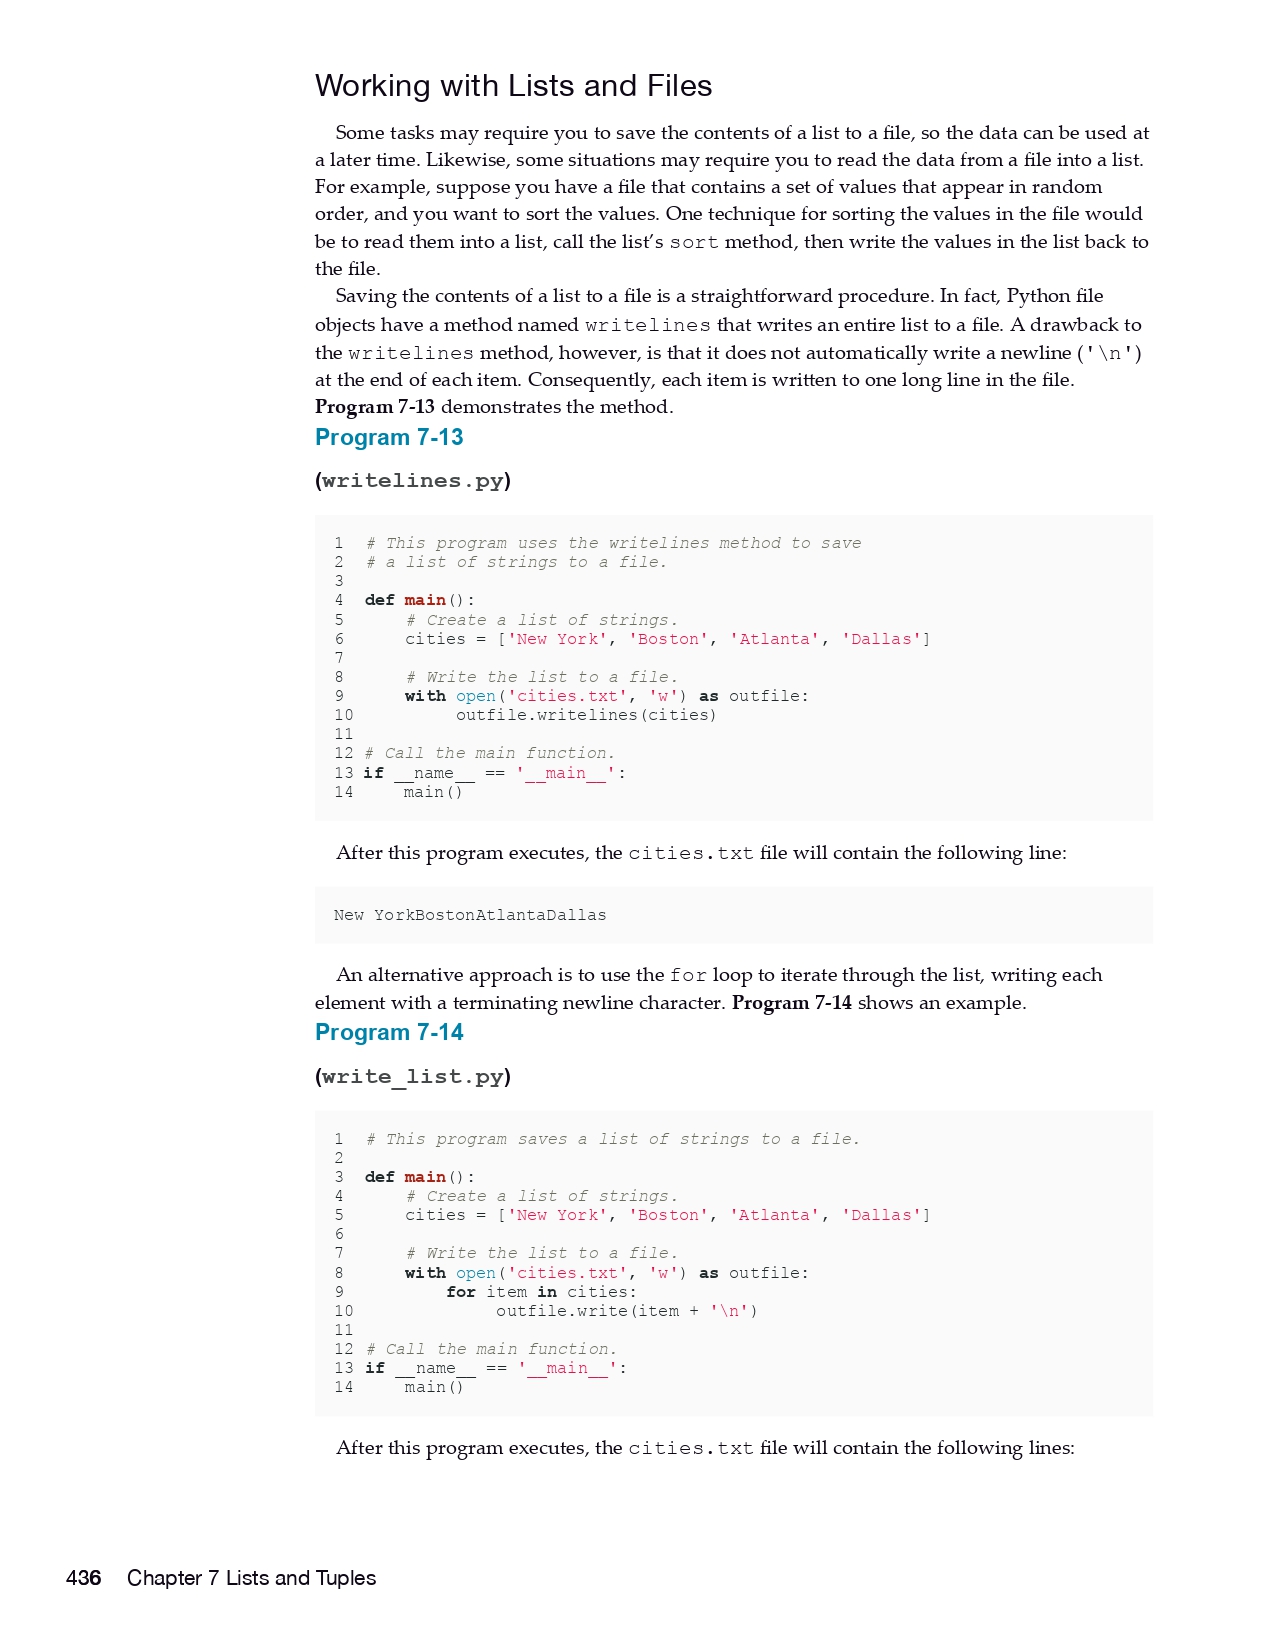 Working with Lists and Files
Some tasks may require you to save the contents of a list to a file, so the data can be used at
a later time. Likewise, some situations may require you to read the data from a file into a list.
For example, suppose you have a file that contains a set of values that appear in random
order, and you want to sort the values. One technique for sorting the values in the file would
be to read them into a list, call the list’s sort method, then write the values in the list back to
the file.
Saving the contents of a list to a file is a straightforward procedure. In fact, Python file
objects have a method named writelines that writes an entire list to a file. A drawback to
the writelines method, however, is that it does not automatically write a newline ('\n')
at the end of each item. Consequently, each item is written to one long line in the file.
Program 7-13 demonstrates the method.
Program 7-13
(writelines.py)
1  # This program uses the writelines method to save
2  # a list of strings to a file.
3
4  def main():
5      # Create a list of strings.
6      cities = ['New York', 'Boston', 'Atlanta', 'Dallas']
7
8      # Write the list to a file.
9      with open('cities.txt', 'w') as outfile:
10          outfile.writelines(cities)
11
12 # Call the main function.
13 if __name__ == '__main__':
14     main()
After this program executes, the cities.txt file will contain the following line:
New YorkBostonAtlantaDallas
An alternative approach is to use the for loop to iterate through the list, writing each
element with a terminating newline character. Program 7-14 shows an example.
Program 7-14
(write_list.py)
1  # This program saves a list of strings to a file.
2
3  def main():
4      # Create a list of strings.
5      cities = ['New York', 'Boston', 'Atlanta', 'Dallas']
6
7      # Write the list to a file.
8      with open('cities.txt', 'w') as outfile:
9          for item in cities:
10              outfile.write(item + '\n')
11
12 # Call the main function.
13 if __name__ == '__main__':
14     main()
After this program executes, the cities.txt file will contain the following lines:
436 Chapter 7 Lists and Tuples